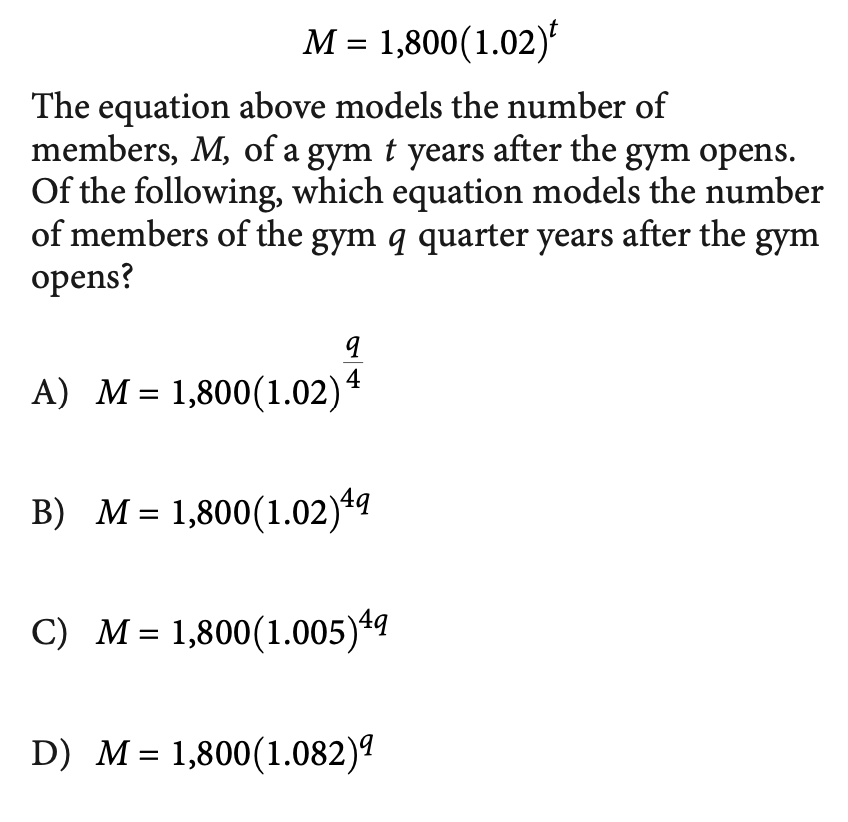 M = 1,800(1.02)^t
The equation above models the number of
members, M, of a gym t years after the gym opens.
Of the following, which equation models the number
of members of the gym q quarter years after the gym
opens?
A) M = 1,800(1.02)^(q/4)
B) M = 1,800(1.02)^(4q)
C) M = 1,800(1.005)^(4q)
D) M = 1,800(1.082)^q